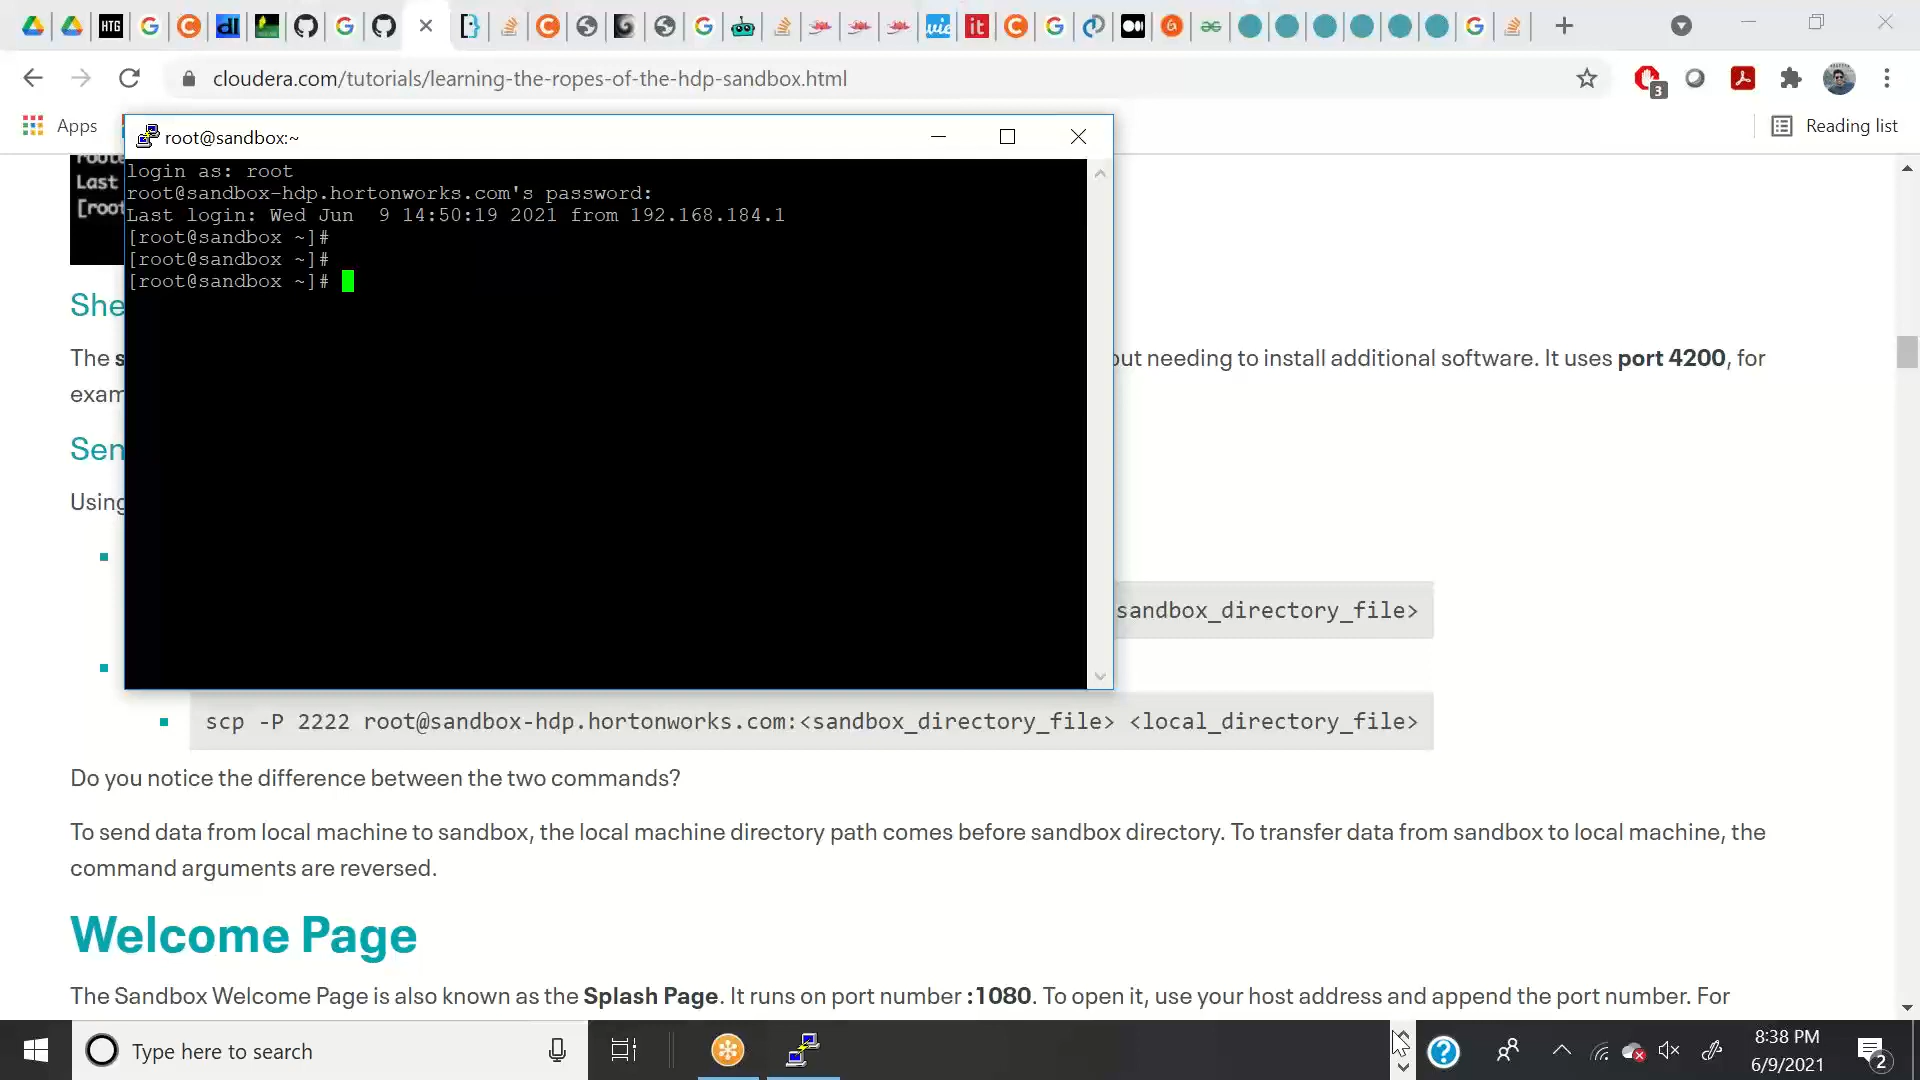 HTG
dl
vie
it
cloudera.com/tutorials/learning-the-ropes-of-the-hdp-sandbox.html
3
Apps
Reading list
root@sandbox:~
login as: root
root@sandbox-hdp.hortonworks.com's password:
Last login: Wed Jun  9 14:50:19 2021 from 192.168.184.1
[root@sandbox ~]#
[root@sandbox ~]#
[root@sandbox ~]#
Last
[root
She
The s
out needing to install additional software. It uses port 4200, for
exam
Sen
Using
sandbox_directory_file>
scp -P 2222 root@sandbox-hdp.hortonworks.com:<sandbox_directory_file> <local_directory_file>
Do you notice the difference between the two commands?
To send data from local machine to sandbox, the local machine directory path comes before sandbox directory. To transfer data from sandbox to local machine, the
command arguments are reversed.
Welcome Page
The Sandbox Welcome Page is also known as the Splash Page. It runs on port number :1080. To open it, use your host address and append the port number. For
Type here to search
8:38 PM
6/9/2021
2